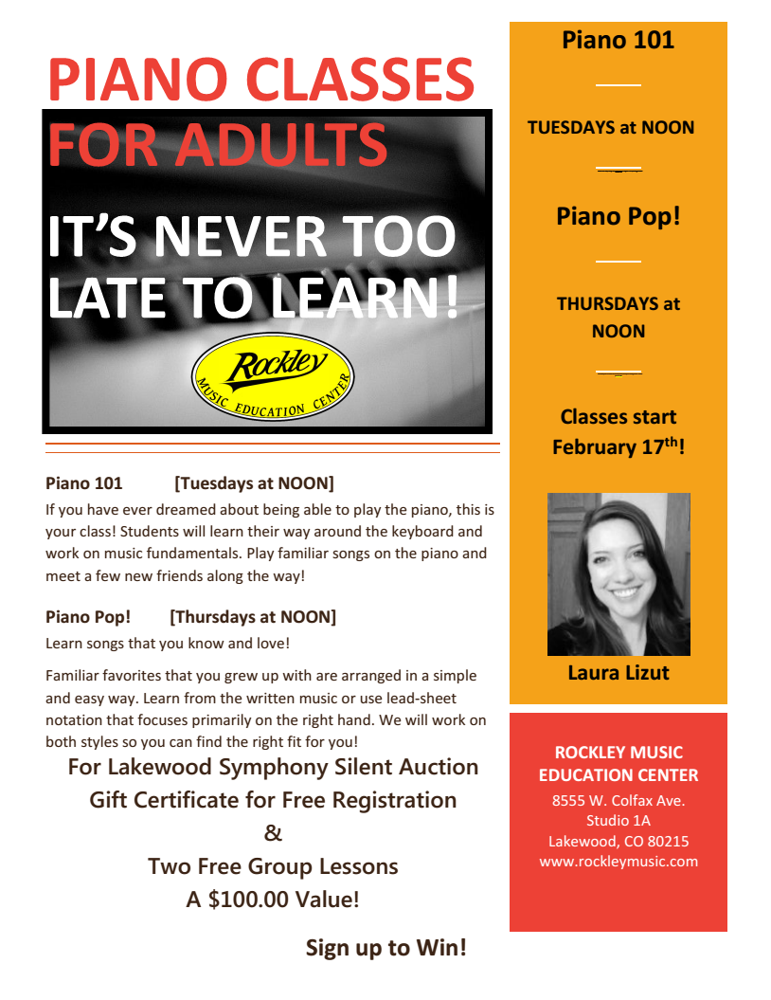 PIANO CLASSES
FOR ADULTS
IT'S NEVER TOO
LATE TO LEARN!
Rockley
MUSIC EDUCATION CENTER
Piano 101 [Tuesdays at NOON]
If you have ever dreamed about being able to play the piano, this is
your class! Students will learn their way around the keyboard and
work on music fundamentals. Play familiar songs on the piano and
meet a few new friends along the way!
Piano Pop! [Thursdays at NOON]
Learn songs that you know and love!
Familiar favorites that you grew up with are arranged in a simple
and easy way. Learn from the written music or use lead-sheet
notation that focuses primarily on the right hand. We will work on
both styles so you can find the right fit for you!
For Lakewood Symphony Silent Auction
Gift Certificate for Free Registration
&
Two Free Group Lessons
A $100.00 Value!
Sign up to Win!
Piano 101
TUESDAYS at NOON
Piano Pop!
THURSDAYS at
NOON
Classes start
February 17th!
Laura Lizut
ROCKLEY MUSIC
EDUCATION CENTER
8555 W. Colfax Ave.
Studio 1A
Lakewood, CO 80215
www.rockleymusic.com